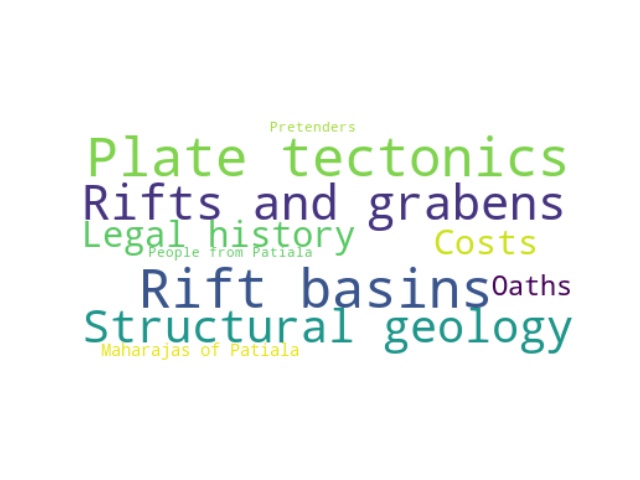 Pretenders
Plate tectonics
Rifts and grabens
Legal history
Costs
People from Patiala
Rift basins
Oaths
Structural geology
Maharajas of Patiala